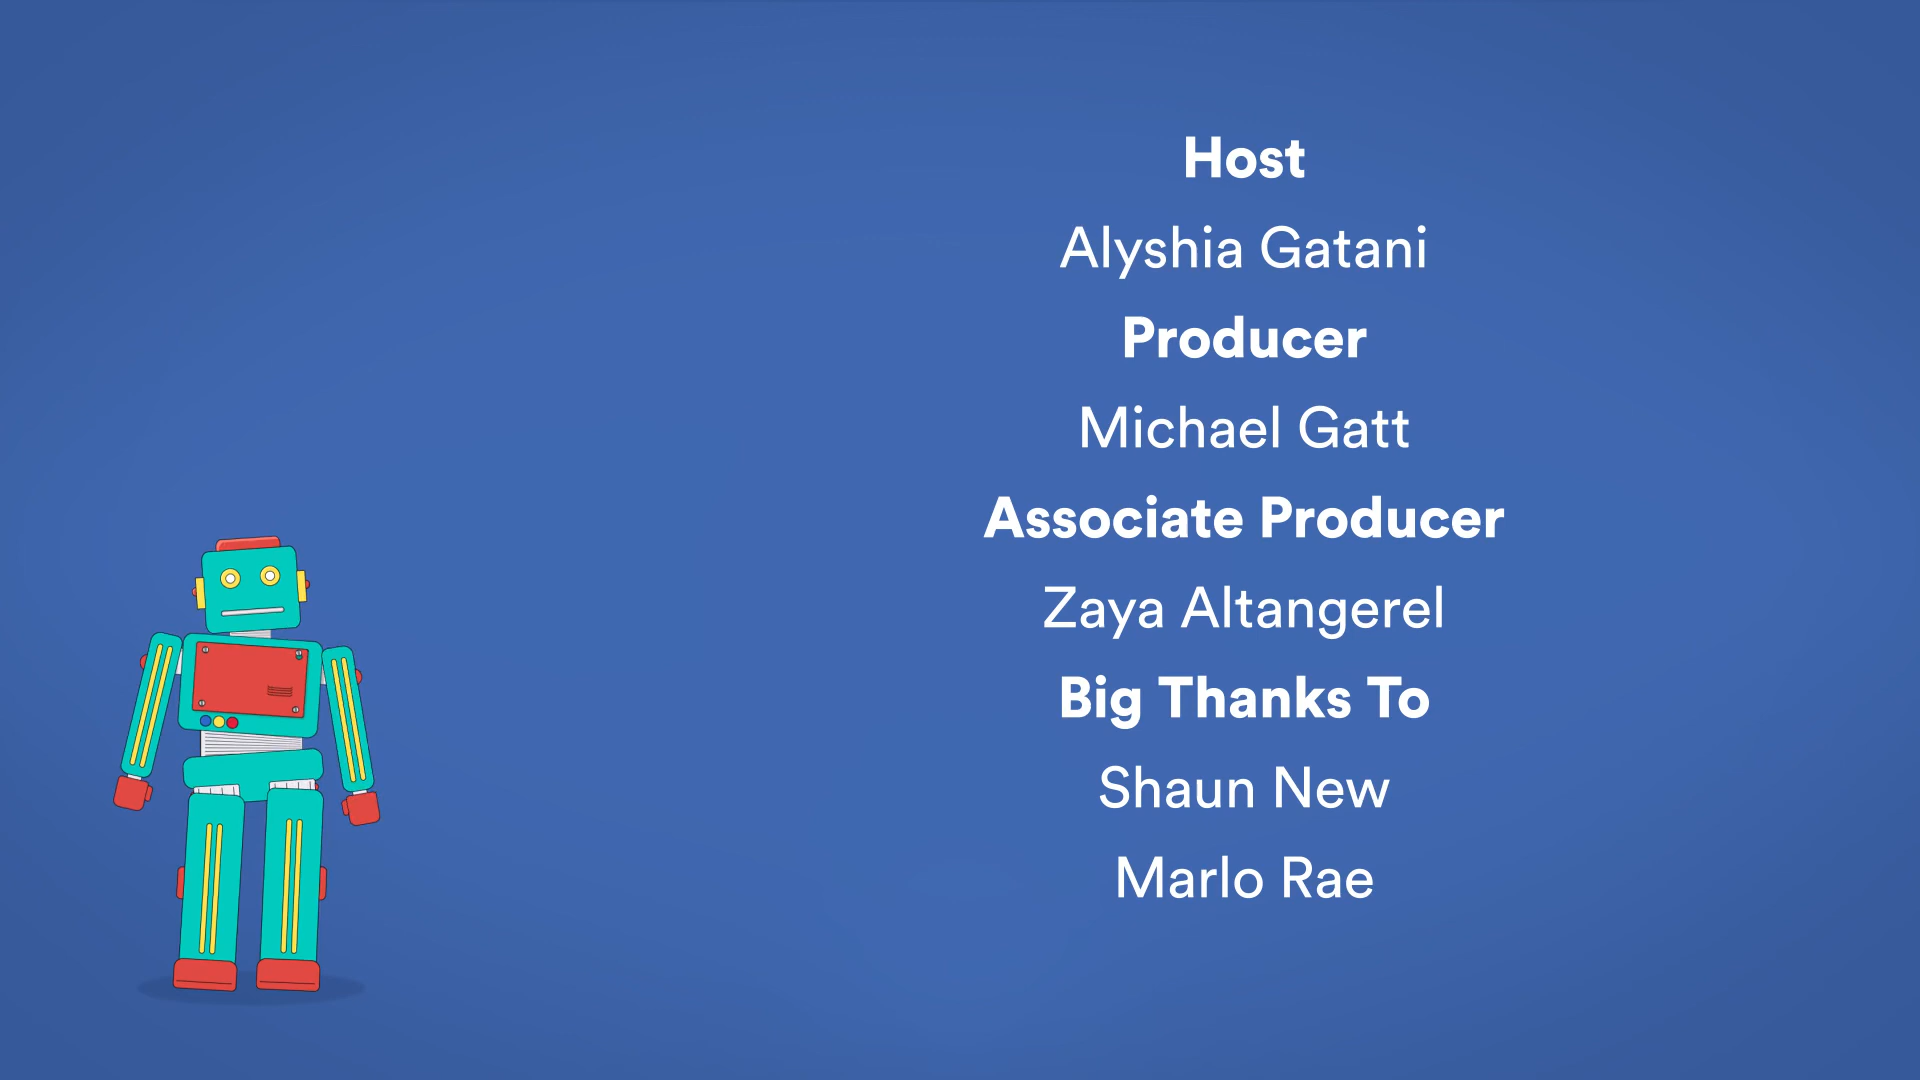 Host
Alyshia Gatani
Producer
Michael Gatt
Associate Producer
Zaya Altangerel
Big Thanks To
Shaun New
Marlo Rae